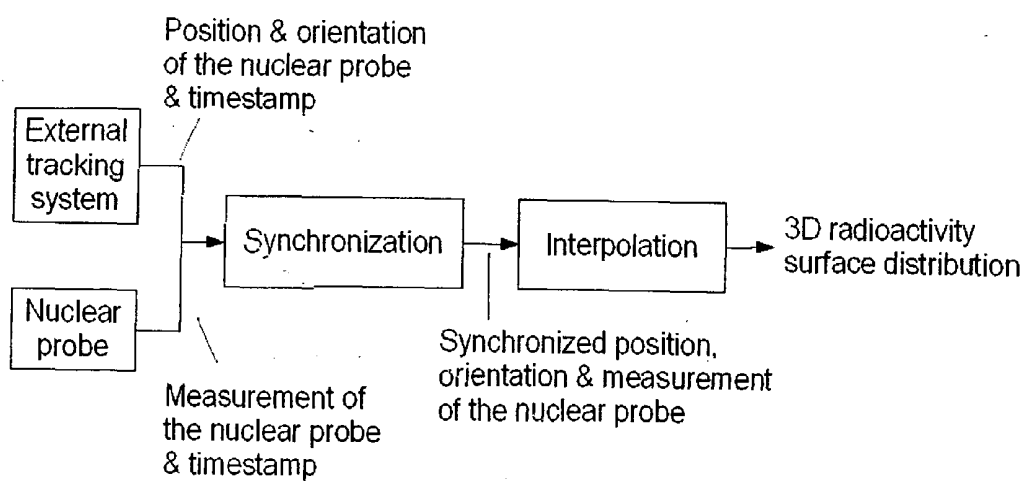 Position & orientation
of the nuclear probe
& timestamp
External
tracking
system
Synchronization
Interpolation
3D radioactivity
surface distribution
Nuclear
probe
Synchronized position,
orientation & measurement
of the nuclear probe
Measurement of
the nuclear probe
& timestamp